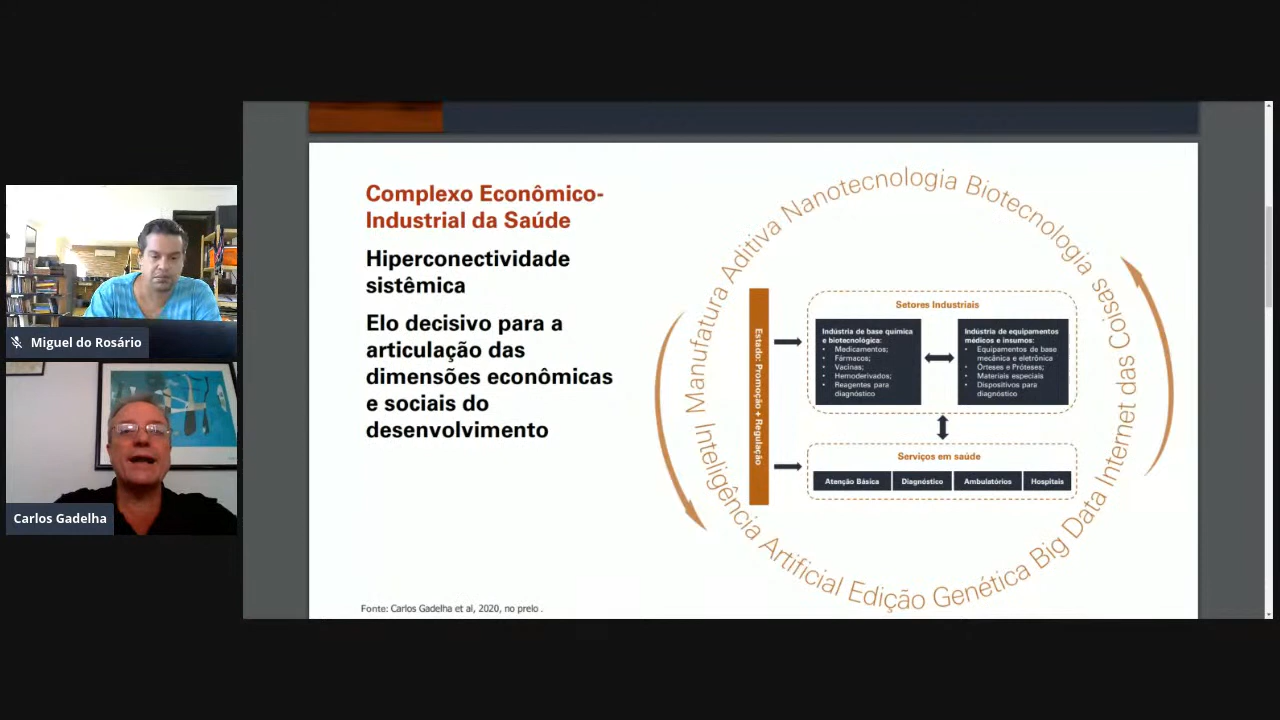 Miguel do Rosário
Carlos Gadelha
Complexo Econômico-
Industrial da Saúde
Hiperconectividade
sistêmica
Elo decisivo para a
articulação das
dimensões econômicas
e sociais do
desenvolvimento
Fonte: Carlos Gadelha et al, 2020, no prelo .
Inteligência Artificial Edição Genética Big Data Internet das Coisas
Manufatura Aditiva Nanotecnologia Biotecnologia
Estado: Promoção + Regulação
Setores Industriais
Indústria de base química
e biotecnológica:
• Medicamentos;
• Fármacos;
• Vacinas;
• Hemoderivados;
• Reagentes para
diagnóstico
Indústria de equipamentos
médicos e insumos:
• Equipamentos de base
mecânica e eletrônica
• Órteses e Próteses;
• Materiais especiais
• Dispositivos para
diagnóstico
Serviços em saúde
Atenção Básica
Diagnóstico
Ambulatórios
Hospitais